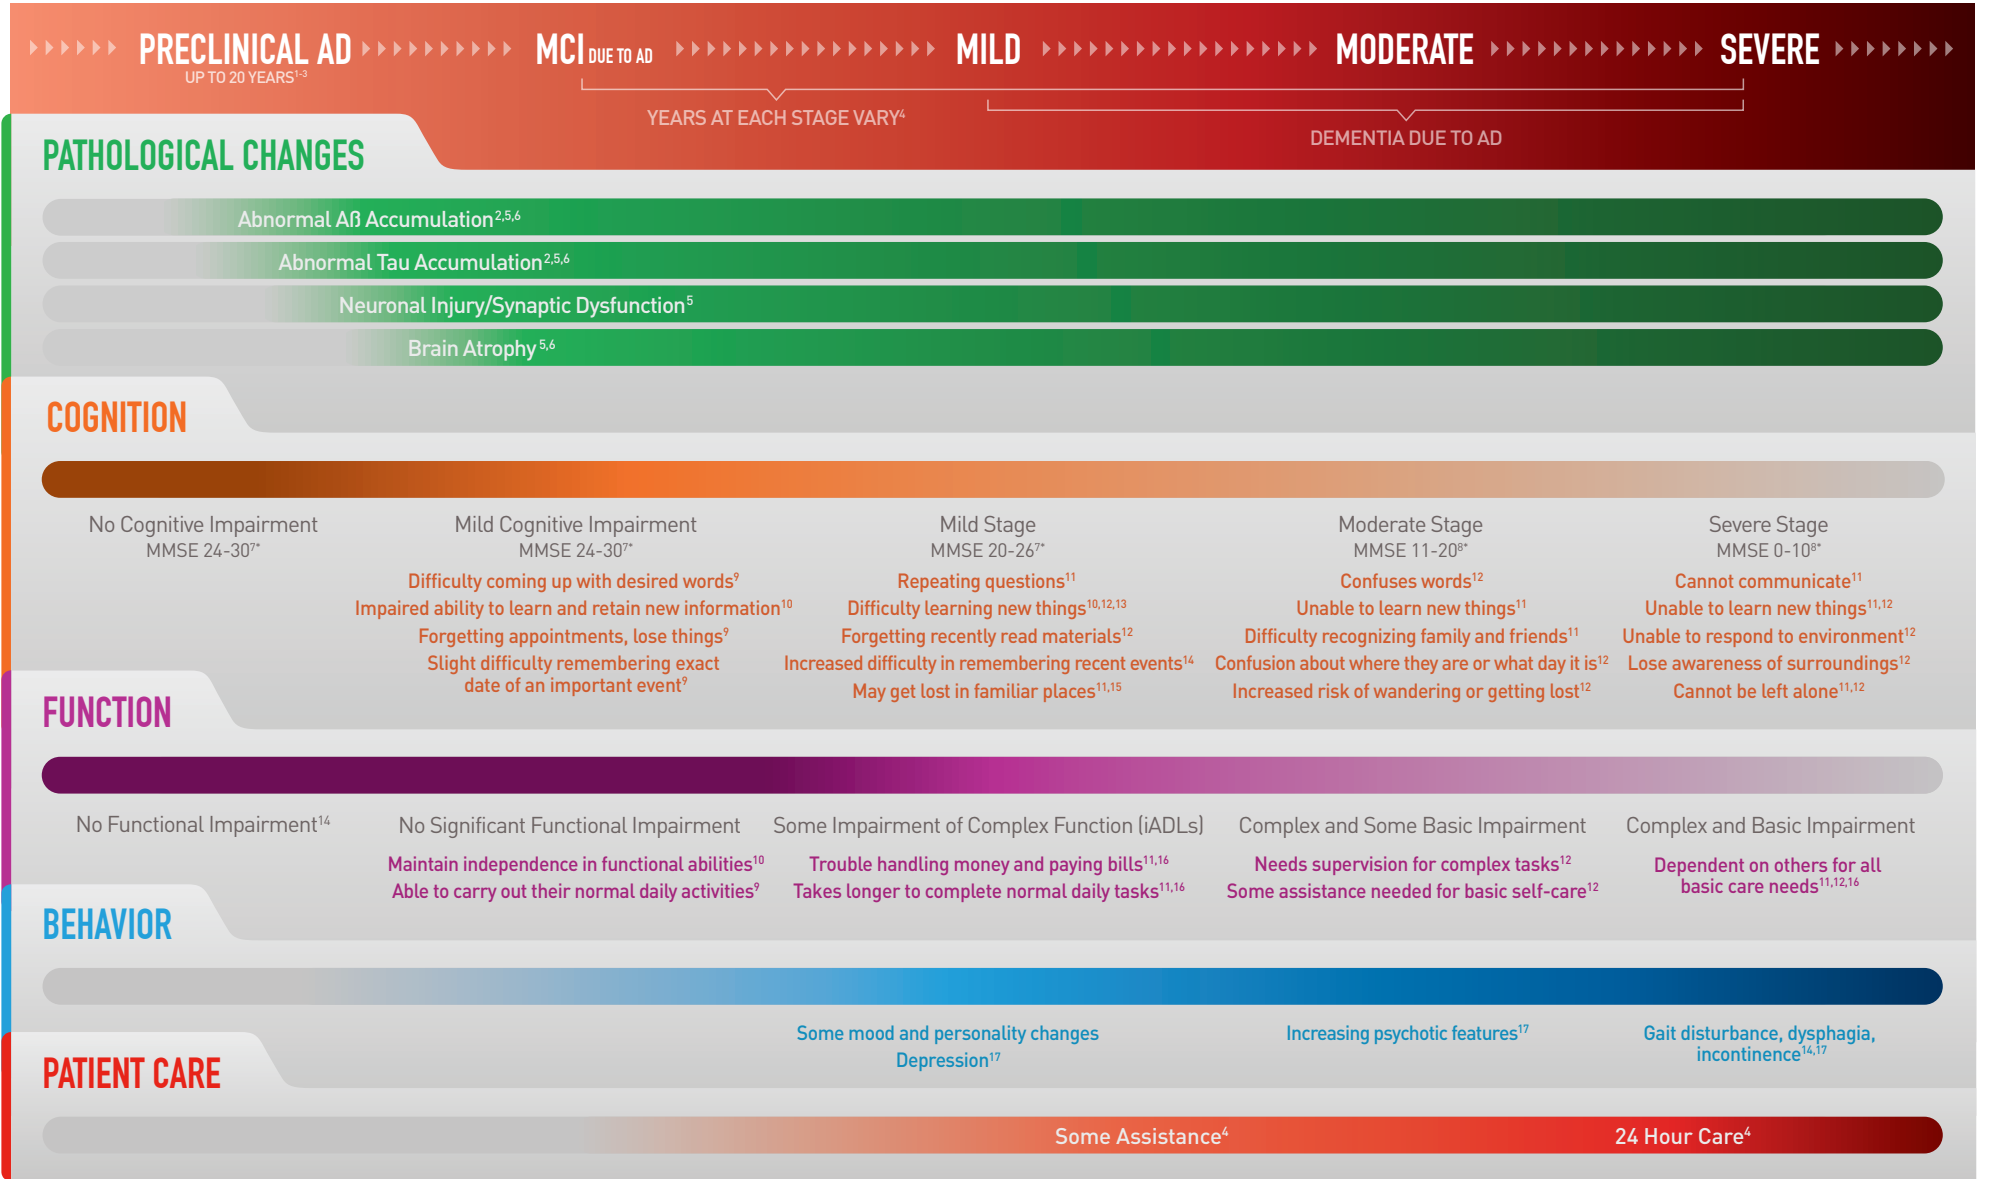 PRECLINICAL AD
UP TO 20 YEARS1-3
MCI DUE TO AD
MILD
MODERATE
SEVERE
YEARS AT EACH STAGE VARY4
DEMENTIA DUE TO AD
PATHOLOGICAL CHANGES
Abnormal Aß Accumulation2,5,6
Abnormal Tau Accumulation2,5,6
Neuronal Injury/Synaptic Dysfunction5
Brain Atrophy5,6
COGNITION
No Cognitive Impairment
MMSE 24-307*
Mild Cognitive Impairment
MMSE 24-307*
Difficulty coming up with desired words9
Impaired ability to learn and retain new information10
Forgetting appointments, lose things9
Slight difficulty remembering exact
date of an important event9
Mild Stage
MMSE 20-267*
Repeating questions11
Difficulty learning new things10,12,13
Forgetting recently read materials12
Increased difficulty in remembering recent events14
May get lost in familiar places11,15
Moderate Stage
MMSE 11-208*
Confuses words12
Unable to learn new things11
Difficulty recognizing family and friends11
Confusion about where they are or what day it is12
Increased risk of wandering or getting lost12
Severe Stage
MMSE 0-108*
Cannot communicate11
Unable to learn new things11,12
Unable to respond to environment12
Lose awareness of surroundings12
Cannot be left alone11,12
FUNCTION
No Functional Impairment14
No Significant Functional Impairment
Maintain independence in functional abilities10
Able to carry out their normal daily activities9
Some Impairment of Complex Function (iADLs)
Trouble handling money and paying bills11,16
Takes longer to complete normal daily tasks11,16
Complex and Some Basic Impairment
Needs supervision for complex tasks12
Some assistance needed for basic self-care12
Complex and Basic Impairment
Dependent on others for all
basic care needs11,12,16
BEHAVIOR
Some mood and personality changes
Depression17
Increasing psychotic features17
Gait disturbance, dysphagia,
incontinence14,17
PATIENT CARE
Some Assistance4
24 Hour Care4